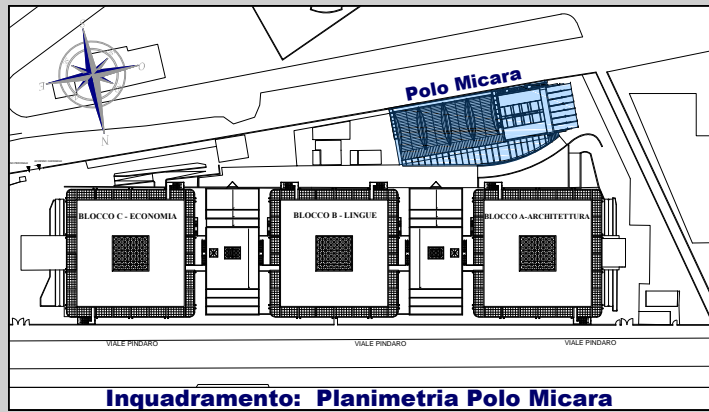 S
E
O
N
Polo Micara
BLOCCO C - ECONOMIA
BLOCCO B - LINGUE
BLOCCO A-ARCHITETTURA
VIALE PINDARO
VIALE PINDARO
VIALE PINDARO
Inquadramento: Planimetria Polo Micara